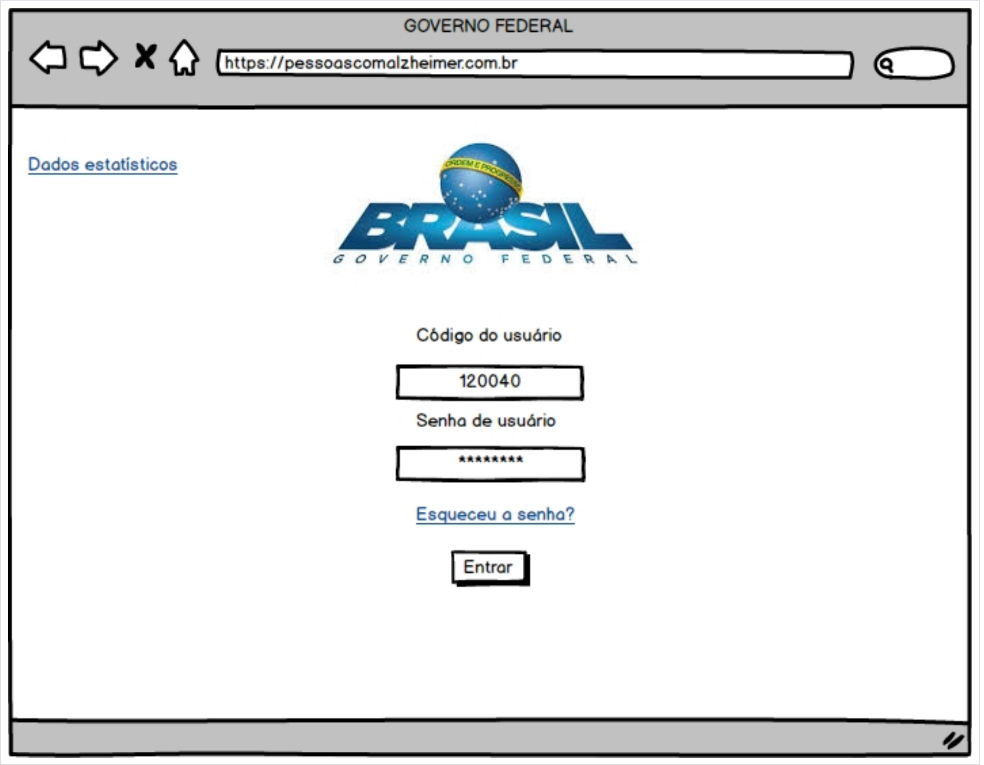 GOVERNO FEDERAL
https://pessoascomalzheimer.com.br
Dados estatísticos
ORDEM E PROGRESSO
BRASIL
GOVERNO FEDERAL
Código do usuário
120040
Senha de usuário
********
Esqueceu a senha?
Entrar